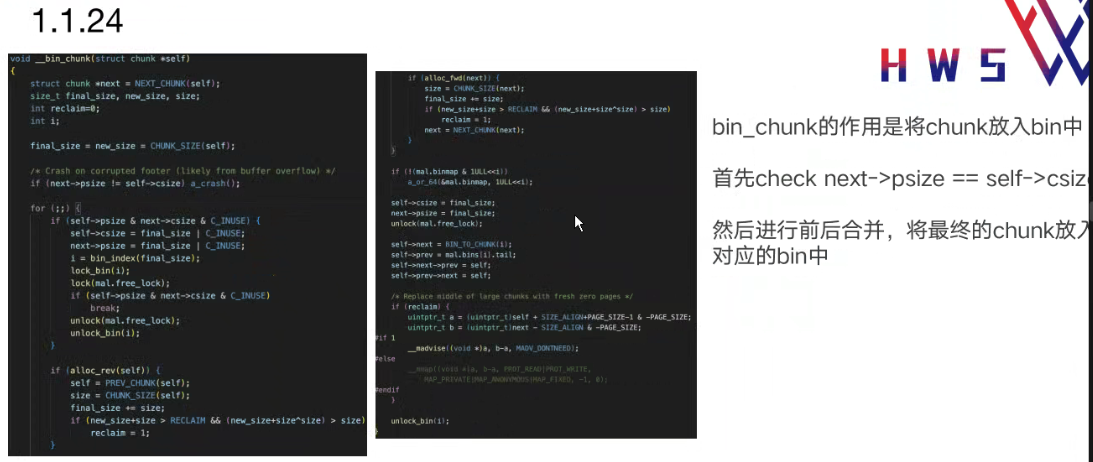 1.1.24
HWS
void __bin_chunk(struct chunk *self)
{
struct chunk *next = NEXT_CHUNK(self);
size_t final_size, new_size, size;
int reclaim=0;
int i;
final_size = new_size = CHUNK_SIZE(self);
/* Crash on corrupted footer (likely from buffer overflow) */
if (next->psize != self->csize) a_crash();
for (;;) {
if (self->psize & next->csize & C_INUSE) {
self->csize = final_size | C_INUSE;
next->psize = final_size | C_INUSE;
i = bin_index(final_size);
lock_bin(i);
lock(mal.free_lock);
if (self->psize & next->csize & C_INUSE)
break;
unlock(mal.free_lock);
unlock_bin(i);
}
if (alloc_rev(self)) {
self = PREV_CHUNK(self);
size = CHUNK_SIZE(self);
final_size += size;
if (new_size+size > RECLAIM && (new_size+size^size) > size)
reclaim = 1;
}
if (alloc_fwd(next)) {
size = CHUNK_SIZE(next);
final_size += size;
if (new_size+size > RECLAIM && (new_size+size^size) > size)
reclaim = 1;
next = NEXT_CHUNK(next);
}
}
if (!(mal.binmap & 1ULL<<i))
a_or_64(&mal.binmap, 1ULL<<i);
self->csize = final_size;
next->psize = final_size;
unlock(mal.free_lock);
self->next = BIN_TO_CHUNK(i);
self->prev = mal.bins[i].tail;
self->next->prev = self;
self->prev->next = self;
/* Replace middle of large chunks with fresh zero pages */
if (reclaim) {
uintptr_t a = (uintptr_t)self + SIZE_ALIGN+PAGE_SIZE-1 & -PAGE_SIZE;
uintptr_t b = (uintptr_t)next - SIZE_ALIGN & -PAGE_SIZE;
#if 1
__madvise((void *)a, b-a, MADV_DONTNEED);
#else
__mmap((void *)a, b-a, PROT_READ|PROT_WRITE,
MAP_PRIVATE|MAP_ANONYMOUS|MAP_FIXED, -1, 0);
#endif
}
unlock_bin(i);
}
bin_chunk的作用是将chunk放入bin中
首先check next->psize == self->csize
然后进行前后合并，将最终的chunk放入
对应的bin中